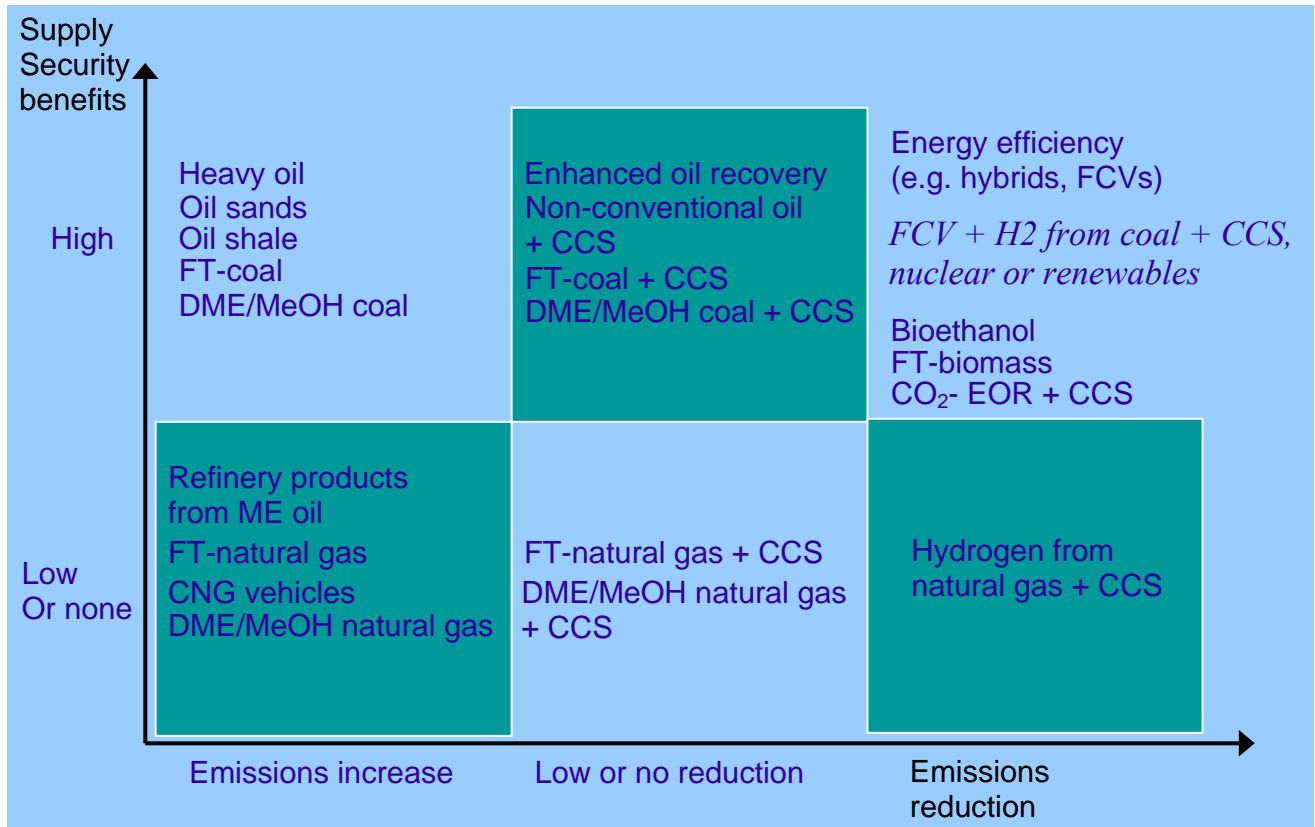 Supply
Security
benefits
High
Heavy oil
Oil sands
Oil shale
FT-coal
DME/MeOH coal
Enhanced oil recovery
Non-conventional oil
+ CCS
FT-coal + CCS
DME/MeOH coal + CCS
Energy efficiency
(e.g. hybrids, FCVs)
FCV + H2 from coal + CCS,
nuclear or renewables
Bioethanol
FT-biomass
CO₂- EOR + CCS
Low
Or none
Refinery products
from ME oil
FT-natural gas
CNG vehicles
DME/MeOH natural gas
FT-natural gas + CCS
DME/MeOH natural gas
+ CCS
Hydrogen from
natural gas + CCS
Emissions increase
Low or no reduction
Emissions
reduction